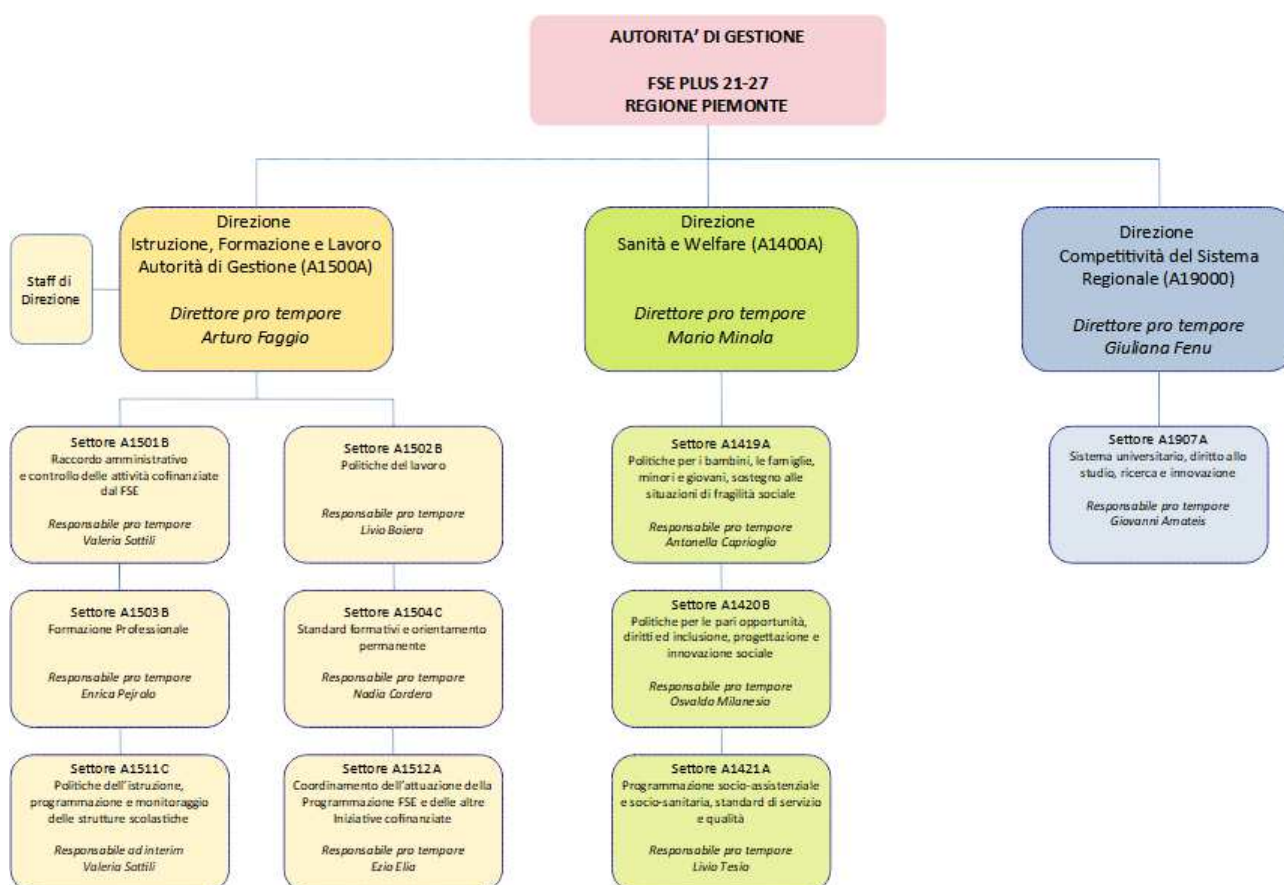 AUTORITA’ DI GESTIONE
FSE PLUS 21-27
REGIONE PIEMONTE
Staff di
Direzione
Direzione
Istruzione, Formazione e Lavoro
Autorità di Gestione (A1500A)
Direttore pro tempore
Arturo Faggio
Direzione
Sanità e Welfare (A1400A)
Direttore pro tempore
Mario Minola
Direzione
Competitività del Sistema
Regionale (A19000)
Direttore pro tempore
Giuliana Fenu
Settore A1501B
Raccordo amministrativo
e controllo delle attività cofinanziate
dal FSE
Responsabile pro tempore
Valeria Sottili
Settore A1502B
Politiche del lavoro
Responsabile pro tempore
Livio Boiero
Settore A1419A
Politiche per i bambini, le famiglie,
minori e giovani, sostegno alle
situazioni di fragilità sociale
Responsabile pro tempore
Antonella Caprioglio
Settore A1907A
Sistema universitario, diritto allo
studio, ricerca e innovazione
Responsabile pro tempore
Giovanni Amateis
Settore A1503B
Formazione Professionale
Responsabile pro tempore
Enrica Pejrolo
Settore A1504C
Standard formativi e orientamento
permanente
Responsabile pro tempore
Nadia Cordero
Settore A1420B
Politiche per le pari opportunità,
diritti ed inclusione, progettazione e
innovazione sociale
Responsabile pro tempore
Osvaldo Milanesio
Settore A1511C
Politiche dell’istruzione,
programmazione e monitoraggio
delle strutture scolastiche
Responsabile ad interim
Valeria Sottili
Settore A1512A
Coordinamento dell’attuazione della
Programmazione FSE e delle altre
Iniziative cofinanziate
Responsabile pro tempore
Ezio Elia
Settore A1421A
Programmazione socio-assistenziale
e socio-sanitaria, standard di servizio
e qualità
Responsabile pro tempore
Livio Tesio